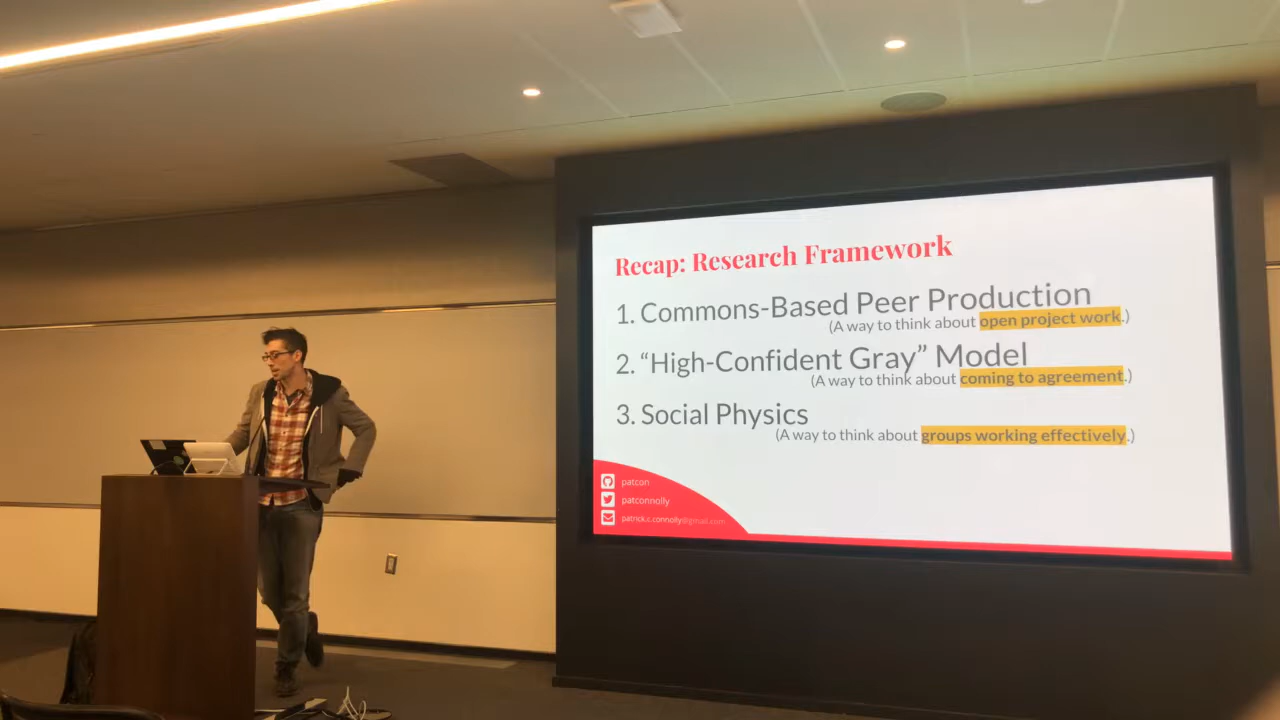 Recap: Research Framework
1. Commons-Based Peer Production
(A way to think about open project work.)
2. “High-Confident Gray” Model
(A way to think about coming to agreement.)
3. Social Physics
(A way to think about groups working effectively.)
patcon
patconnolly
patrick.c.connolly@gmail.com